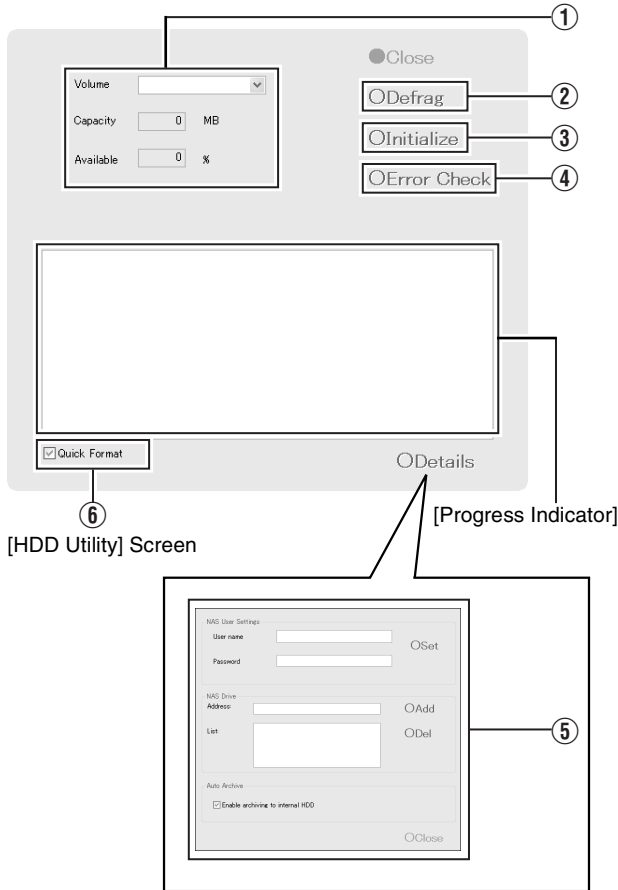 ①
Close
Volume
Defrag
②
Capacity 0 MB
Initialize
③
Available 0 %
Error Check
④
Quick Format
Details
⑥
[Progress Indicator]
[HDD Utility] Screen
NAS User Settings
User name
Set
Password
NAS Drive
Address:
Add
List
Del
⑤
Auto Archive
Enable archiving to internal HDD
Close